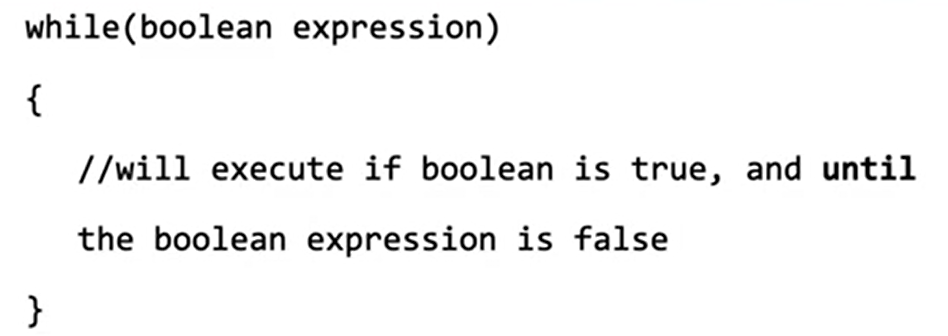 while(boolean expression)
{
//will execute if boolean is true, and until
the boolean expression is false
}